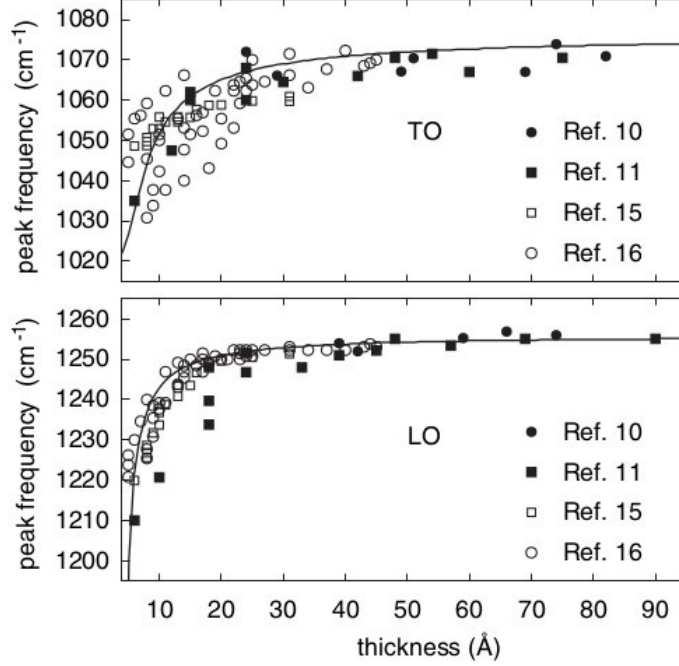 1080
1070
1060
1050
1040
1030
1020
peak frequency (cm⁻¹)
TO
Ref. 10
Ref. 11
Ref. 15
Ref. 16
1260
1250
1240
1230
1220
1210
1200
peak frequency (cm⁻¹)
LO
Ref. 10
Ref. 11
Ref. 15
Ref. 16
10 20 30 40 50 60 70 80 90
thickness (Å)